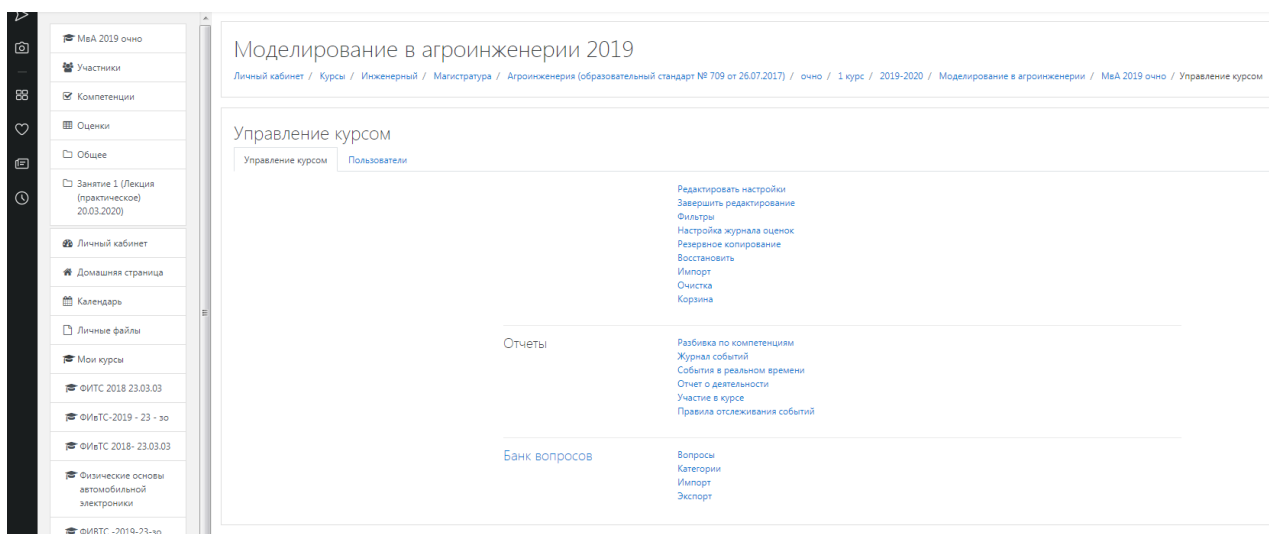 МвА 2019 очно
Участники
Компетенции
Оценки
Общее
Занятие 1 (Лекция
(практическое)
20.03.2020)
Личный кабинет
Домашняя страница
Календарь
Личные файлы
Мои курсы
ФИТС 2018 23.03.03
ФИвТС-2019 - 23 - зо
ФИвТС 2018- 23.03.03
Физические основы
автомобильной
электроники
ФИВТС -2019-23-зо
Моделирование в агроинженерии 2019
Личный кабинет / Курсы / Инженерный / Магистратура / Агроинженерия (образовательный стандарт № 709 от 26.07.2017) / очно / 1 курс / 2019-2020 / Моделирование в агроинженерии / МвА 2019 очно / Управление курсом
Управление курсом
Управление курсом Пользователи
Редактировать настройки
Завершить редактирование
Фильтры
Настройка журнала оценок
Резервное копирование
Восстановить
Импорт
Очистка
Корзина
Отчеты
Разбивка по компетенциям
Журнал событий
События в реальном времени
Отчет о деятельности
Участие в курсе
Правила отслеживания событий
Банк вопросов
Вопросы
Категории
Импорт
Экспорт